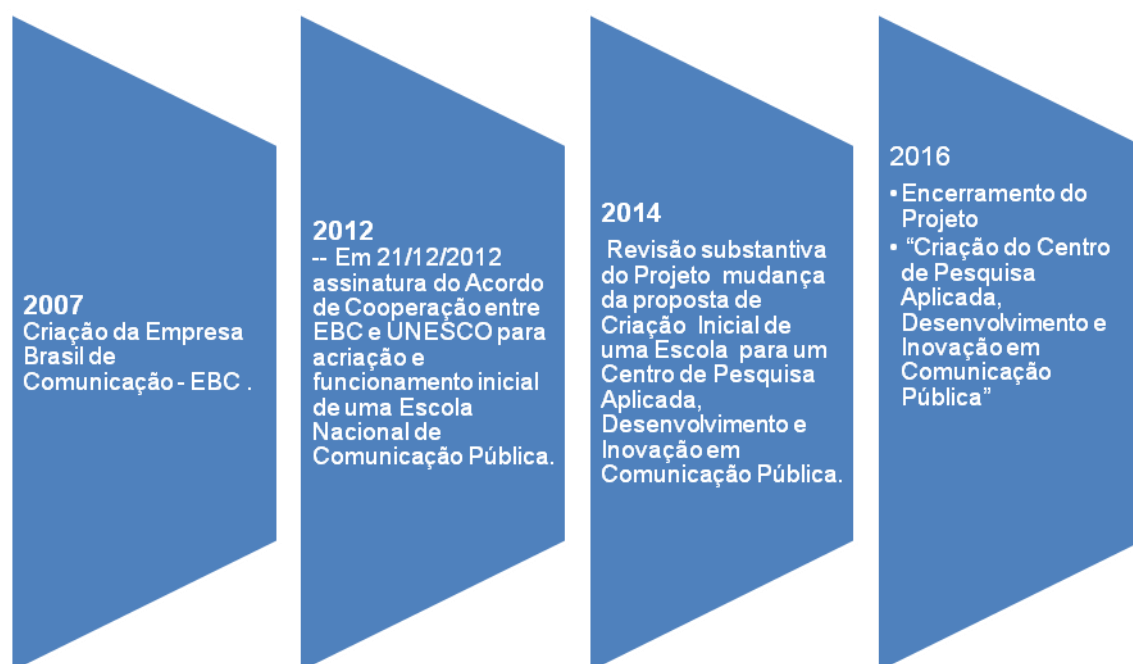 2007
Criação da Empresa
Brasil de
Comunicação - EBC .
2012
-- Em 21/12/2012
assinatura do Acordo
de Cooperação entre
EBC e UNESCO para
acriação e
funcionamento inicial
de uma Escola
Nacional de
Comunicação Pública.
2014
Revisão substantiva
do Projeto mudança
da proposta de
Criação Inicial de
uma Escola para um
Centro de Pesquisa
Aplicada,
Desenvolvimento e
Inovação em
Comunicação Pública.
2016
• Encerramento do
Projeto
• “Criação do Centro
de Pesquisa
Aplicada,
Desenvolvimento e
Inovação em
Comunicação
Pública”